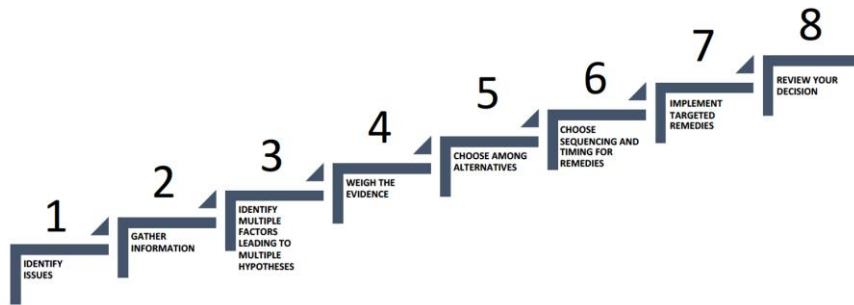 1
IDENTIFY
ISSUES
2
GATHER
INFORMATION
3
IDENTIFY
MULTIPLE
FACTORS
LEADING TO
MULTIPLE
HYPOTHESES
4
WEIGH THE
EVIDENCE
5
CHOOSE AMONG
ALTERNATIVES
6
CHOOSE
SEQUENCING AND
TIMING FOR
REMEDIES
7
IMPLEMENT
TARGETED
REMEDIES
8
REVIEW YOUR
DECISION